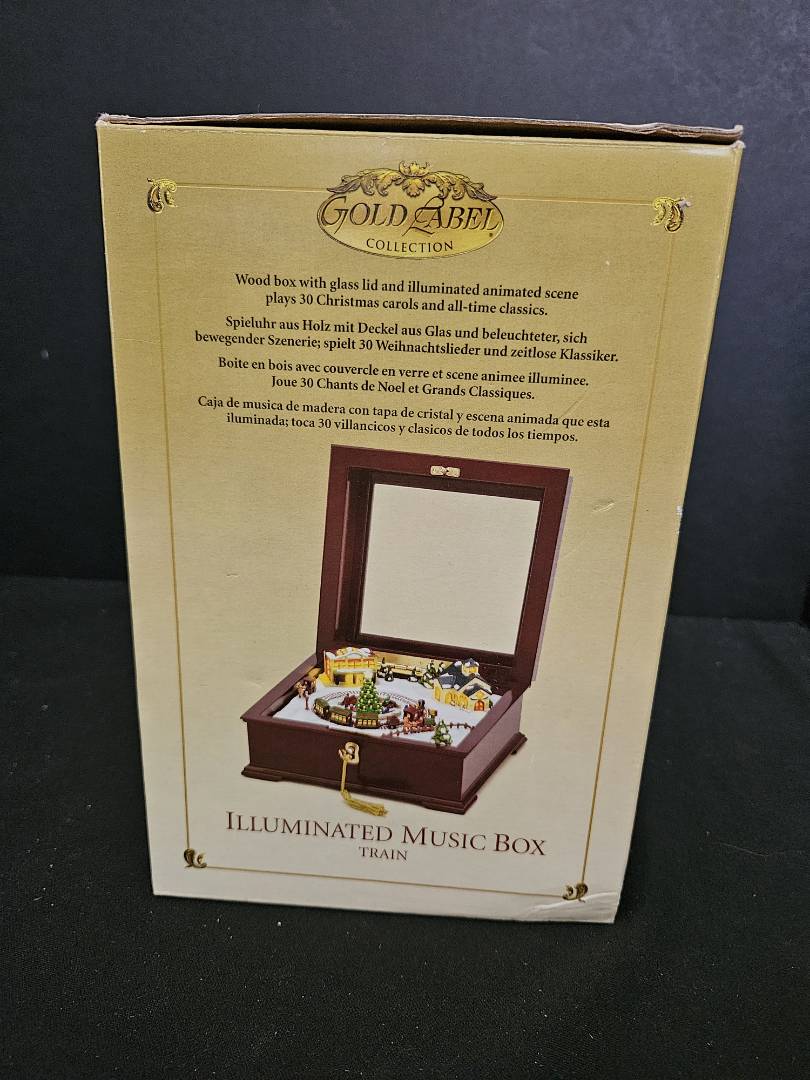 GOLD LABEL®
COLLECTION
Wood box with glass lid and illuminated animated scene
plays 30 Christmas carols and all-time classics.
Spieluhr aus Holz mit Deckel aus Glas und beleuchteter, sich
bewegender Szenerie; spielt 30 Weihnachtslieder und zeitlose Klassiker.
Boite en bois avec couvercle en verre et scene animee illuminee.
Joue 30 Chants de Noel et Grands Classiques.
Caja de musica de madera con tapa de cristal y escena animada que esta
iluminada; toca 30 villancicos y clasicos de todos los tiempos.
ILLUMINATED MUSIC BOX
TRAIN